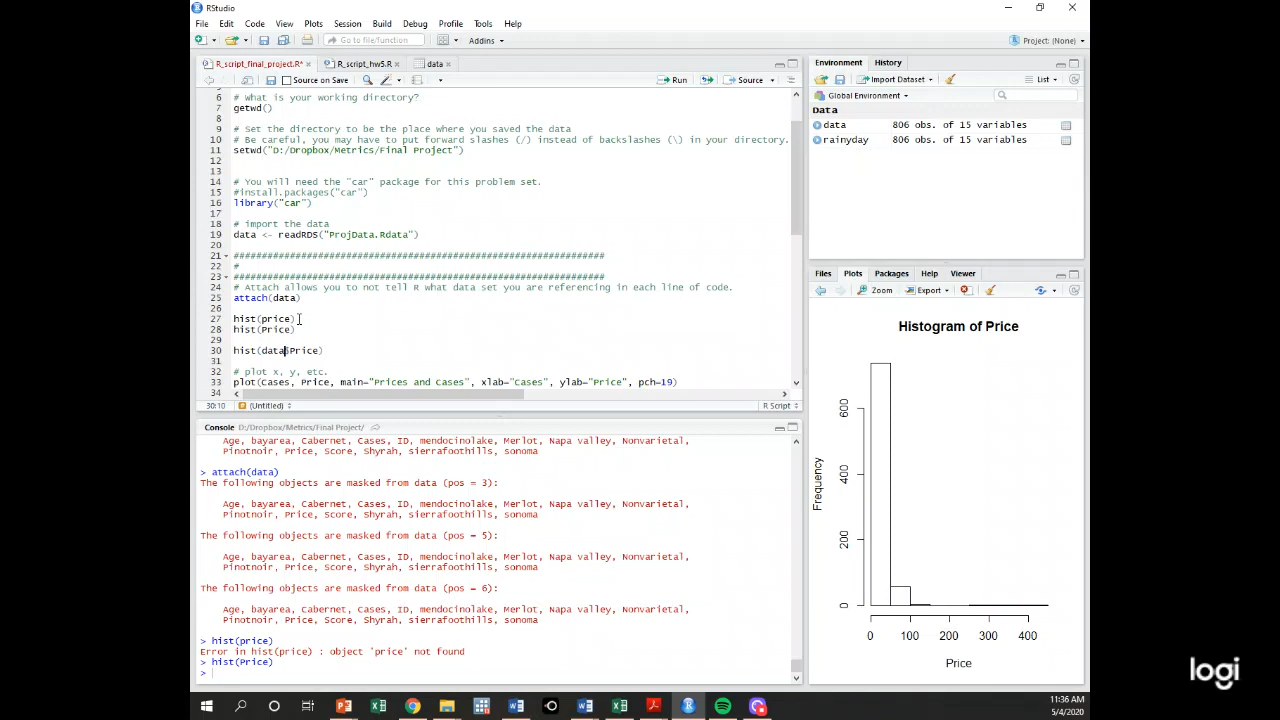 RStudio
File Edit Code View Plots Session Build Debug Profile Tools Help
Go to file/function Addins Project: (None)
R_script_final_project.R* R_script_hw5.R data
Source on Save Run Source
6 # what is your working directory?
7 getwd()
8
9 # Set the directory to be the place where you saved the data
10 # Be careful, you may have to put forward slashes (/) instead of backslashes (\) in your directory.
11 setwd("D:/Dropbox/Metrics/Final Project")
12
13
14 # You will need the "car" package for this problem set.
15 #install.packages("car")
16 library("car")
17
18 # import the data
19 data <- readRDS("ProjData.Rdata")
20
21 ############################################################
22 #
23 ############################################################
24 # Attach allows you to not tell R what data set you are referencing in each line of code.
25 attach(data)
26
27 hist(price)
28 hist(Price)
29
30 hist(data$Price)
31
32 # plot x, y, etc.
33 plot(Cases, Price, main="Prices and Cases", xlab="Cases", ylab="Price", pch=19)
34
30:10 (Untitled) R Script
Console D:/Dropbox/Metrics/Final Project/
Age, bayarea, Cabernet, Cases, ID, mendocinolake, Merlot, Napa valley, Nonvarietal,
Pinotnoir, Price, Score, Shyrah, sierrafoothills, sonoma
> attach(data)
The following objects are masked from data (pos = 3):
Age, bayarea, Cabernet, Cases, ID, mendocinolake, Merlot, Napa valley, Nonvarietal,
Pinotnoir, Price, Score, Shyrah, sierrafoothills, sonoma
The following objects are masked from data (pos = 5):
Age, bayarea, Cabernet, Cases, ID, mendocinolake, Merlot, Napa valley, Nonvarietal,
Pinotnoir, Price, Score, Shyrah, sierrafoothills, sonoma
The following objects are masked from data (pos = 6):
Age, bayarea, Cabernet, Cases, ID, mendocinolake, Merlot, Napa valley, Nonvarietal,
Pinotnoir, Price, Score, Shyrah, sierrafoothills, sonoma
> hist(price)
Error in hist(price) : object 'price' not found
> hist(Price)
>
Environment History
Import Dataset List
Global Environment
Data
data 806 obs. of 15 variables
rainyday 806 obs. of 15 variables
Files Plots Packages Help Viewer
Zoom Export
Histogram of Price
Frequency
600
400
200
0
0 100 200 300 400
Price
logi
11:36 AM
5/4/2020